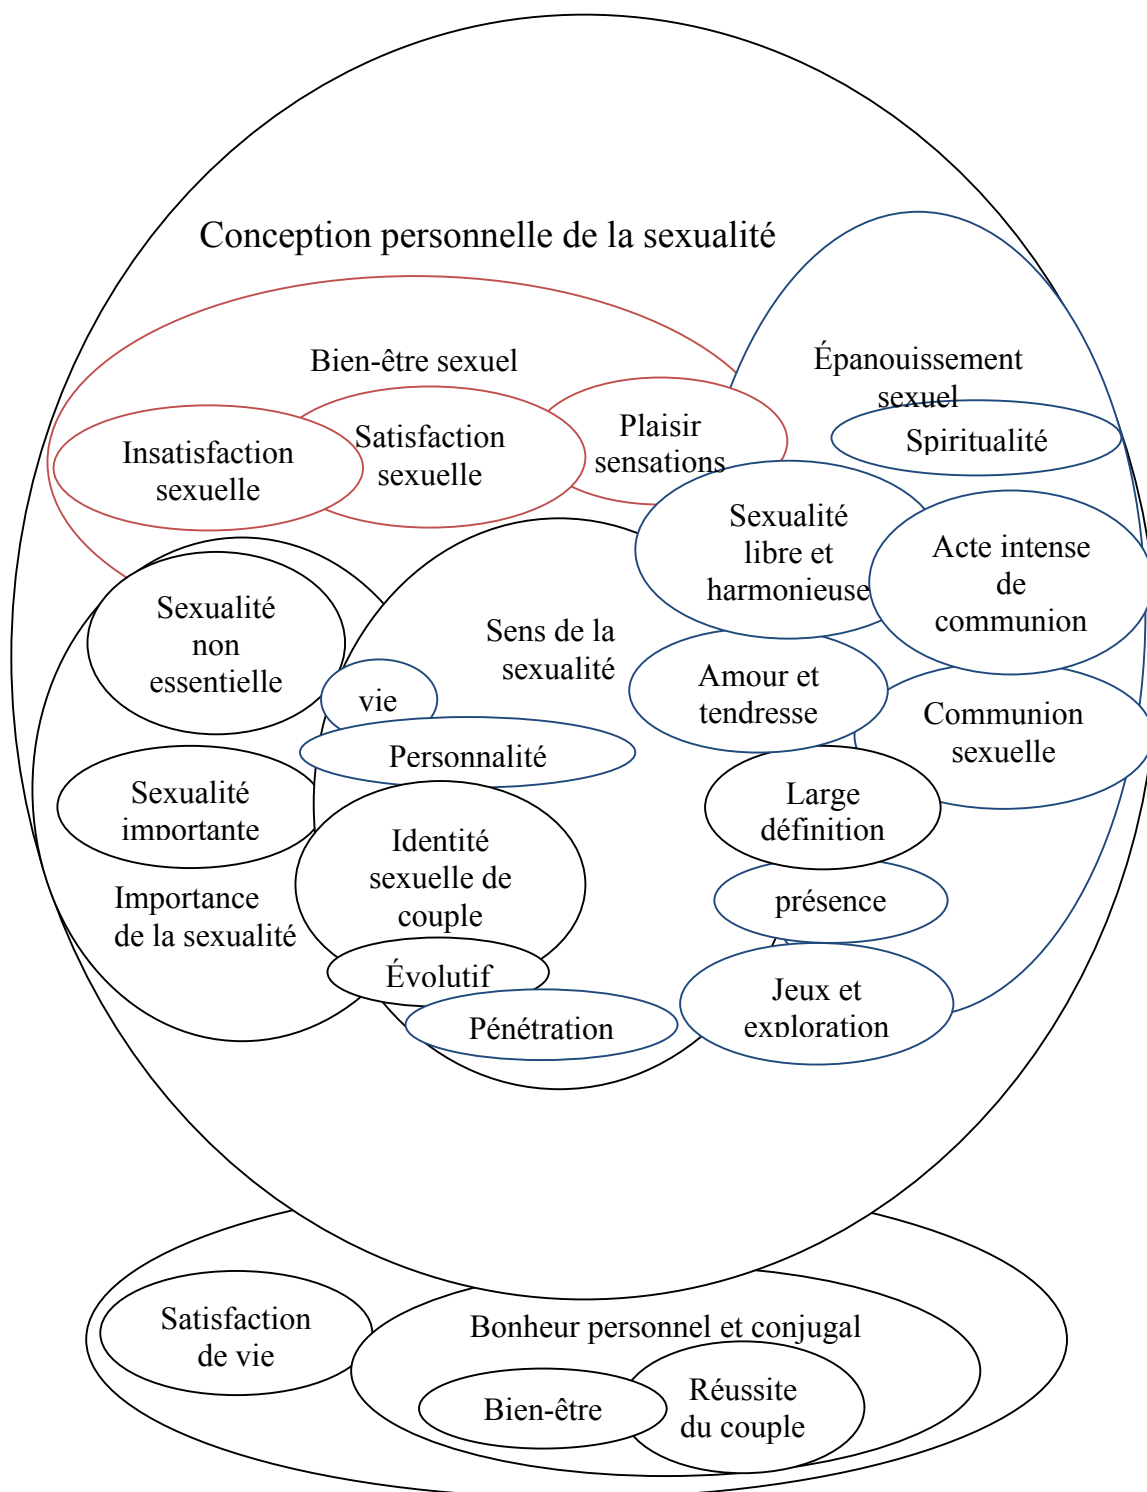 Conception personnelle de la sexualité
Bien-être sexuel
Épanouissement
sexuel
Spiritualité
Insatisfaction
sexuelle
Satisfaction
sexuelle
Plaisir
sensations
Sexualité
libre et
harmonieuse
Acte intense
de
communion
Sexualité
non
essentielle
Sens de la
sexualité
vie
Personnalité
Amour et
tendresse
Communion
sexuelle
Sexualité
importante
Large
définition
Identité
sexuelle de
couple
Importance
de la sexualité
présence
Évolutif
Pénétration
Jeux et
exploration
Satisfaction
de vie
Bonheur personnel et conjugal
Bien-être
Réussite
du couple